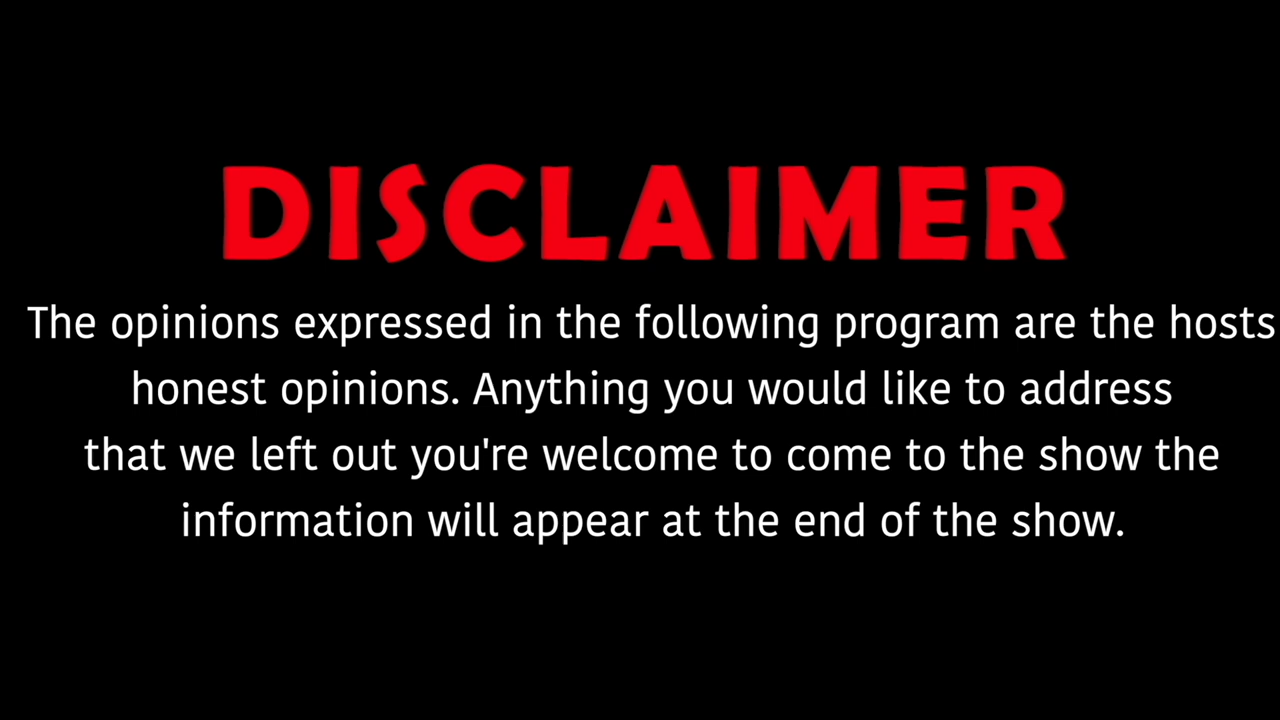 DISCLAIMER
The opinions expressed in the following program are the hosts
honest opinions. Anything you would like to address
that we left out you're welcome to come to the show the
information will appear at the end of the show.